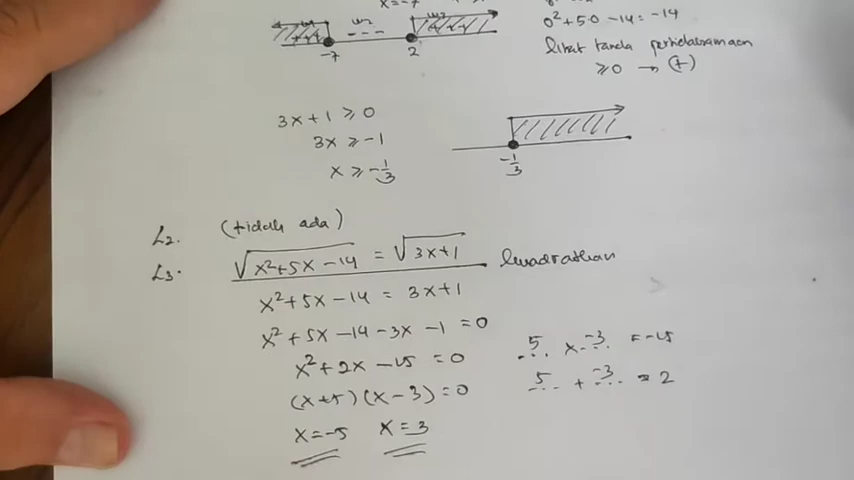 x=-7
0²+5.0-14=-14
+++ --- +++
-7 2
lihat tanda pertidaksamaan
≥0 → (+)
3x+1 ≥ 0
3x ≥ -1
x ≥ -1/3
-1/3
L2. (tidak ada)
L3. √x²+5x-14 = √3x+1 kuadratkan
x²+5x-14 = 3x+1
x²+5x-14-3x-1 =0
x²+2x-15 =0
(x+5)(x-3)=0
x=-5 x=3
5 x -3 =-15
5 + -3 = 2